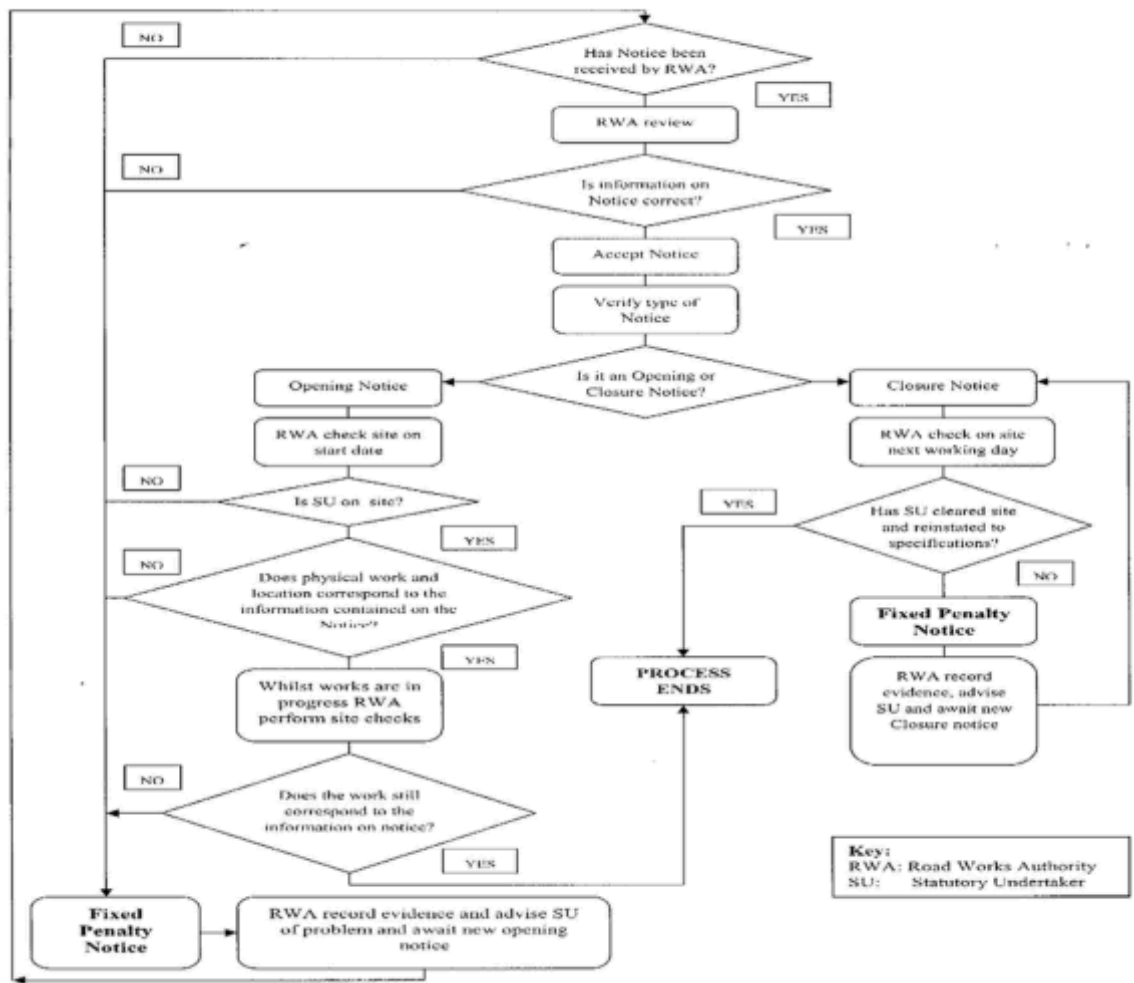 NO
Has Notice been
received by RWA?
YES
RWA review
NO
Is information on
Notice correct?
YES
Accept Notice
Verify type of
Notice
Opening Notice
Is it an Opening or
Closure Notice?
Closure Notice
RWA check site on
start date
RWA check on site
next working day
NO
Is SU on site?
YES
YES
Has SU cleared site
and reinstated to
specifications?
NO
NO
Does physical work and
location correspond to the
information contained on the
Notice?
YES
Fixed Penalty
Notice
Whilst works are in
progress RWA
perform site checks
PROCESS
ENDS
RWA record
evidence, advise
SU and await new
Closure notice
NO
Does the work still
correspond to the
information on notice?
YES
Key:
RWA: Road Works Authority
SU: Statutory Undertaker
Fixed
Penalty
Notice
RWA record evidence and advise SU
of problem and await new opening
notice